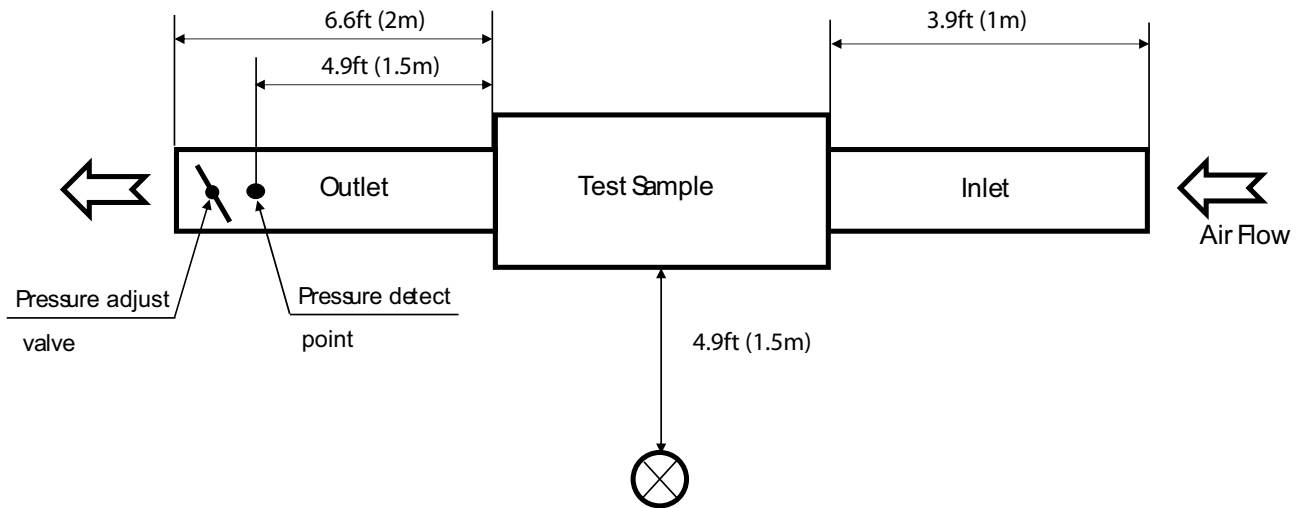 6.6ft (2m)
3.9ft (1m)
4.9ft (1.5m)
Outlet
Test Sample
Inlet
Air Flow
Pressure adjust
valve
Pressure detect
point
4.9ft (1.5m)